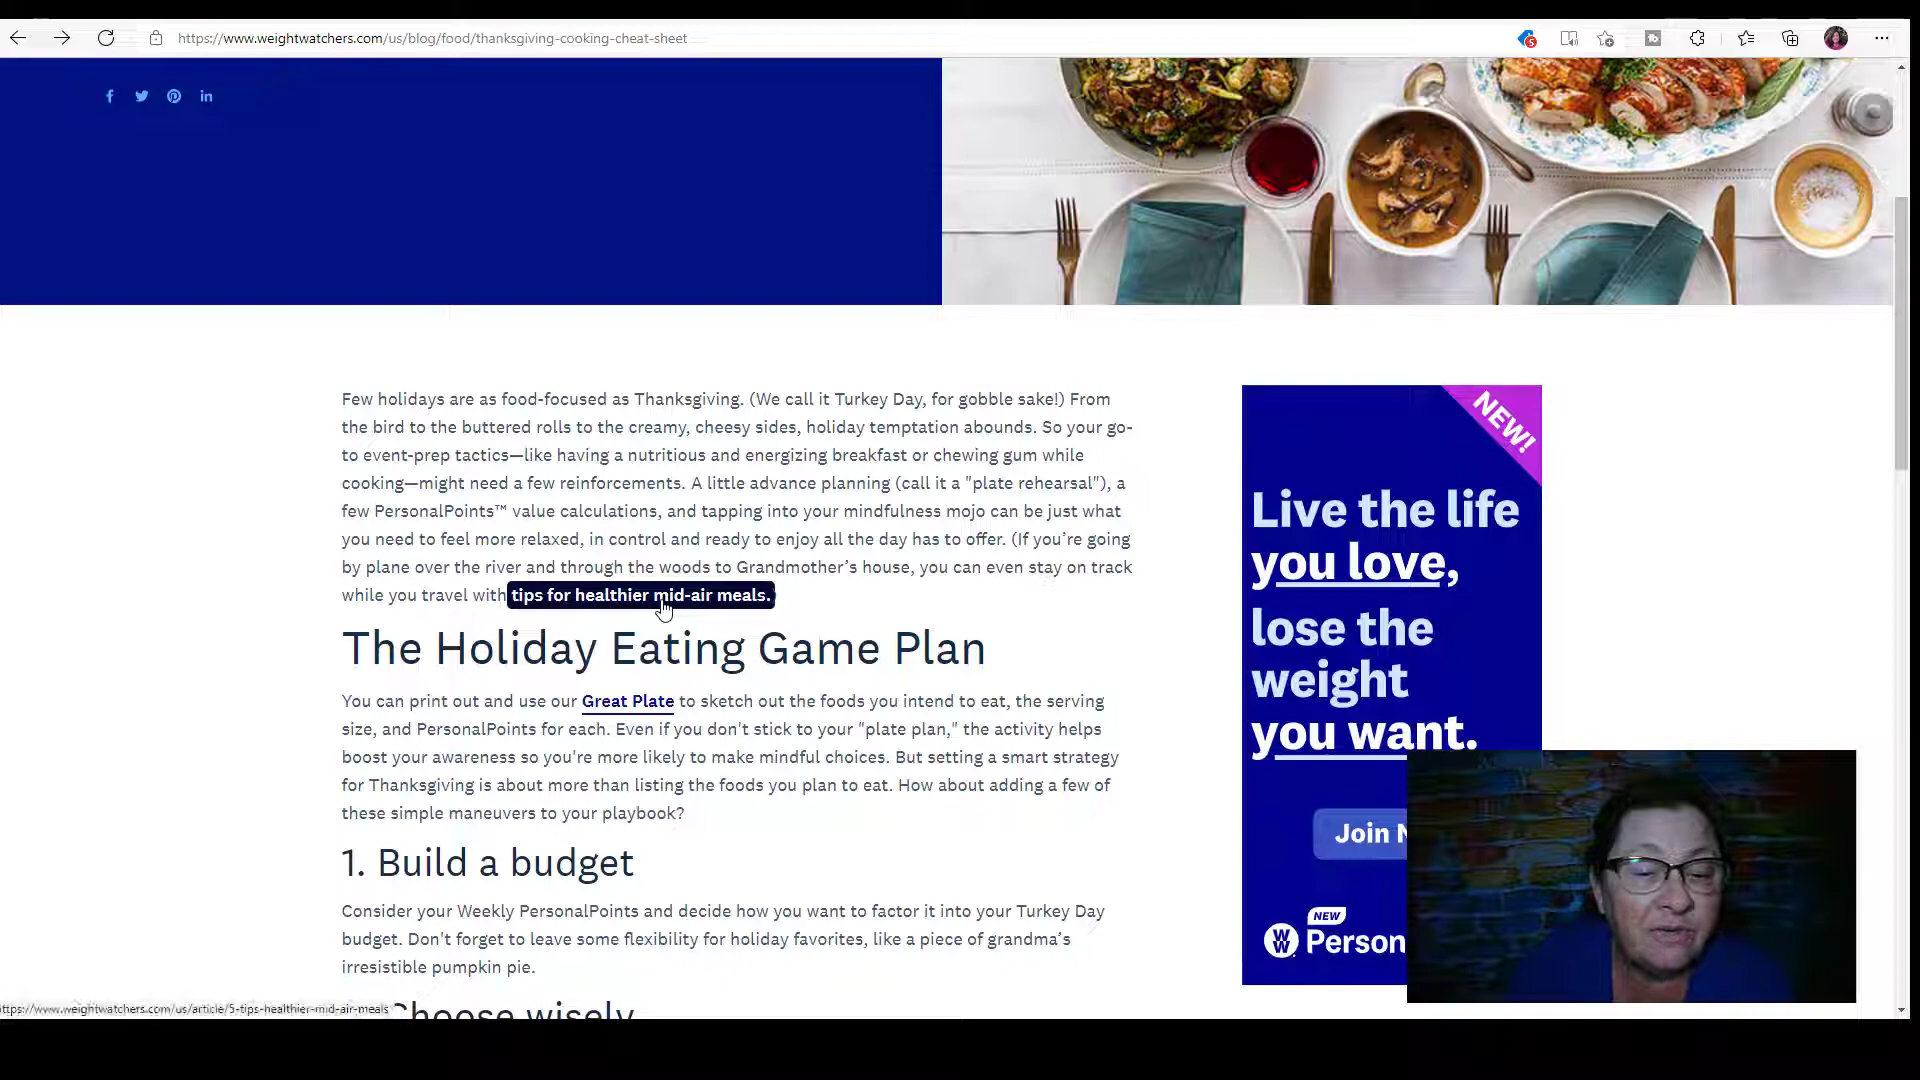 https://www.weightwatchers.com/us/blog/food/thanksgiving-cooking-cheat-sheet
5
Few holidays are as food-focused as Thanksgiving. (We call it Turkey Day, for gobble sake!) From
the bird to the buttered rolls to the creamy, cheesy sides, holiday temptation abounds. So your go-
to event-prep tactics—like having a nutritious and energizing breakfast or chewing gum while
cooking—might need a few reinforcements. A little advance planning (call it a "plate rehearsal"), a
few PersonalPoints™ value calculations, and tapping into your mindfulness mojo can be just what
you need to feel more relaxed, in control and ready to enjoy all the day has to offer. (If you’re going
by plane over the river and through the woods to Grandmother’s house, you can even stay on track
while you travel with tips for healthier mid-air meals.
The Holiday Eating Game Plan
You can print out and use our Great Plate to sketch out the foods you intend to eat, the serving
size, and PersonalPoints for each. Even if you don't stick to your "plate plan," the activity helps
boost your awareness so you're more likely to make mindful choices. But setting a smart strategy
for Thanksgiving is about more than listing the foods you plan to eat. How about adding a few of
these simple maneuvers to your playbook?
1. Build a budget
Consider your Weekly PersonalPoints and decide how you want to factor it into your Turkey Day
budget. Don't forget to leave some flexibility for holiday favorites, like a piece of grandma’s
irresistible pumpkin pie.
Choose wisely
ttps://www.weightwatchers.com/us/article/5-tips-healthier-mid-air-meals
NEW!
Live the life
you love,
lose the
weight
you want.
Join N
NEW
WW Person